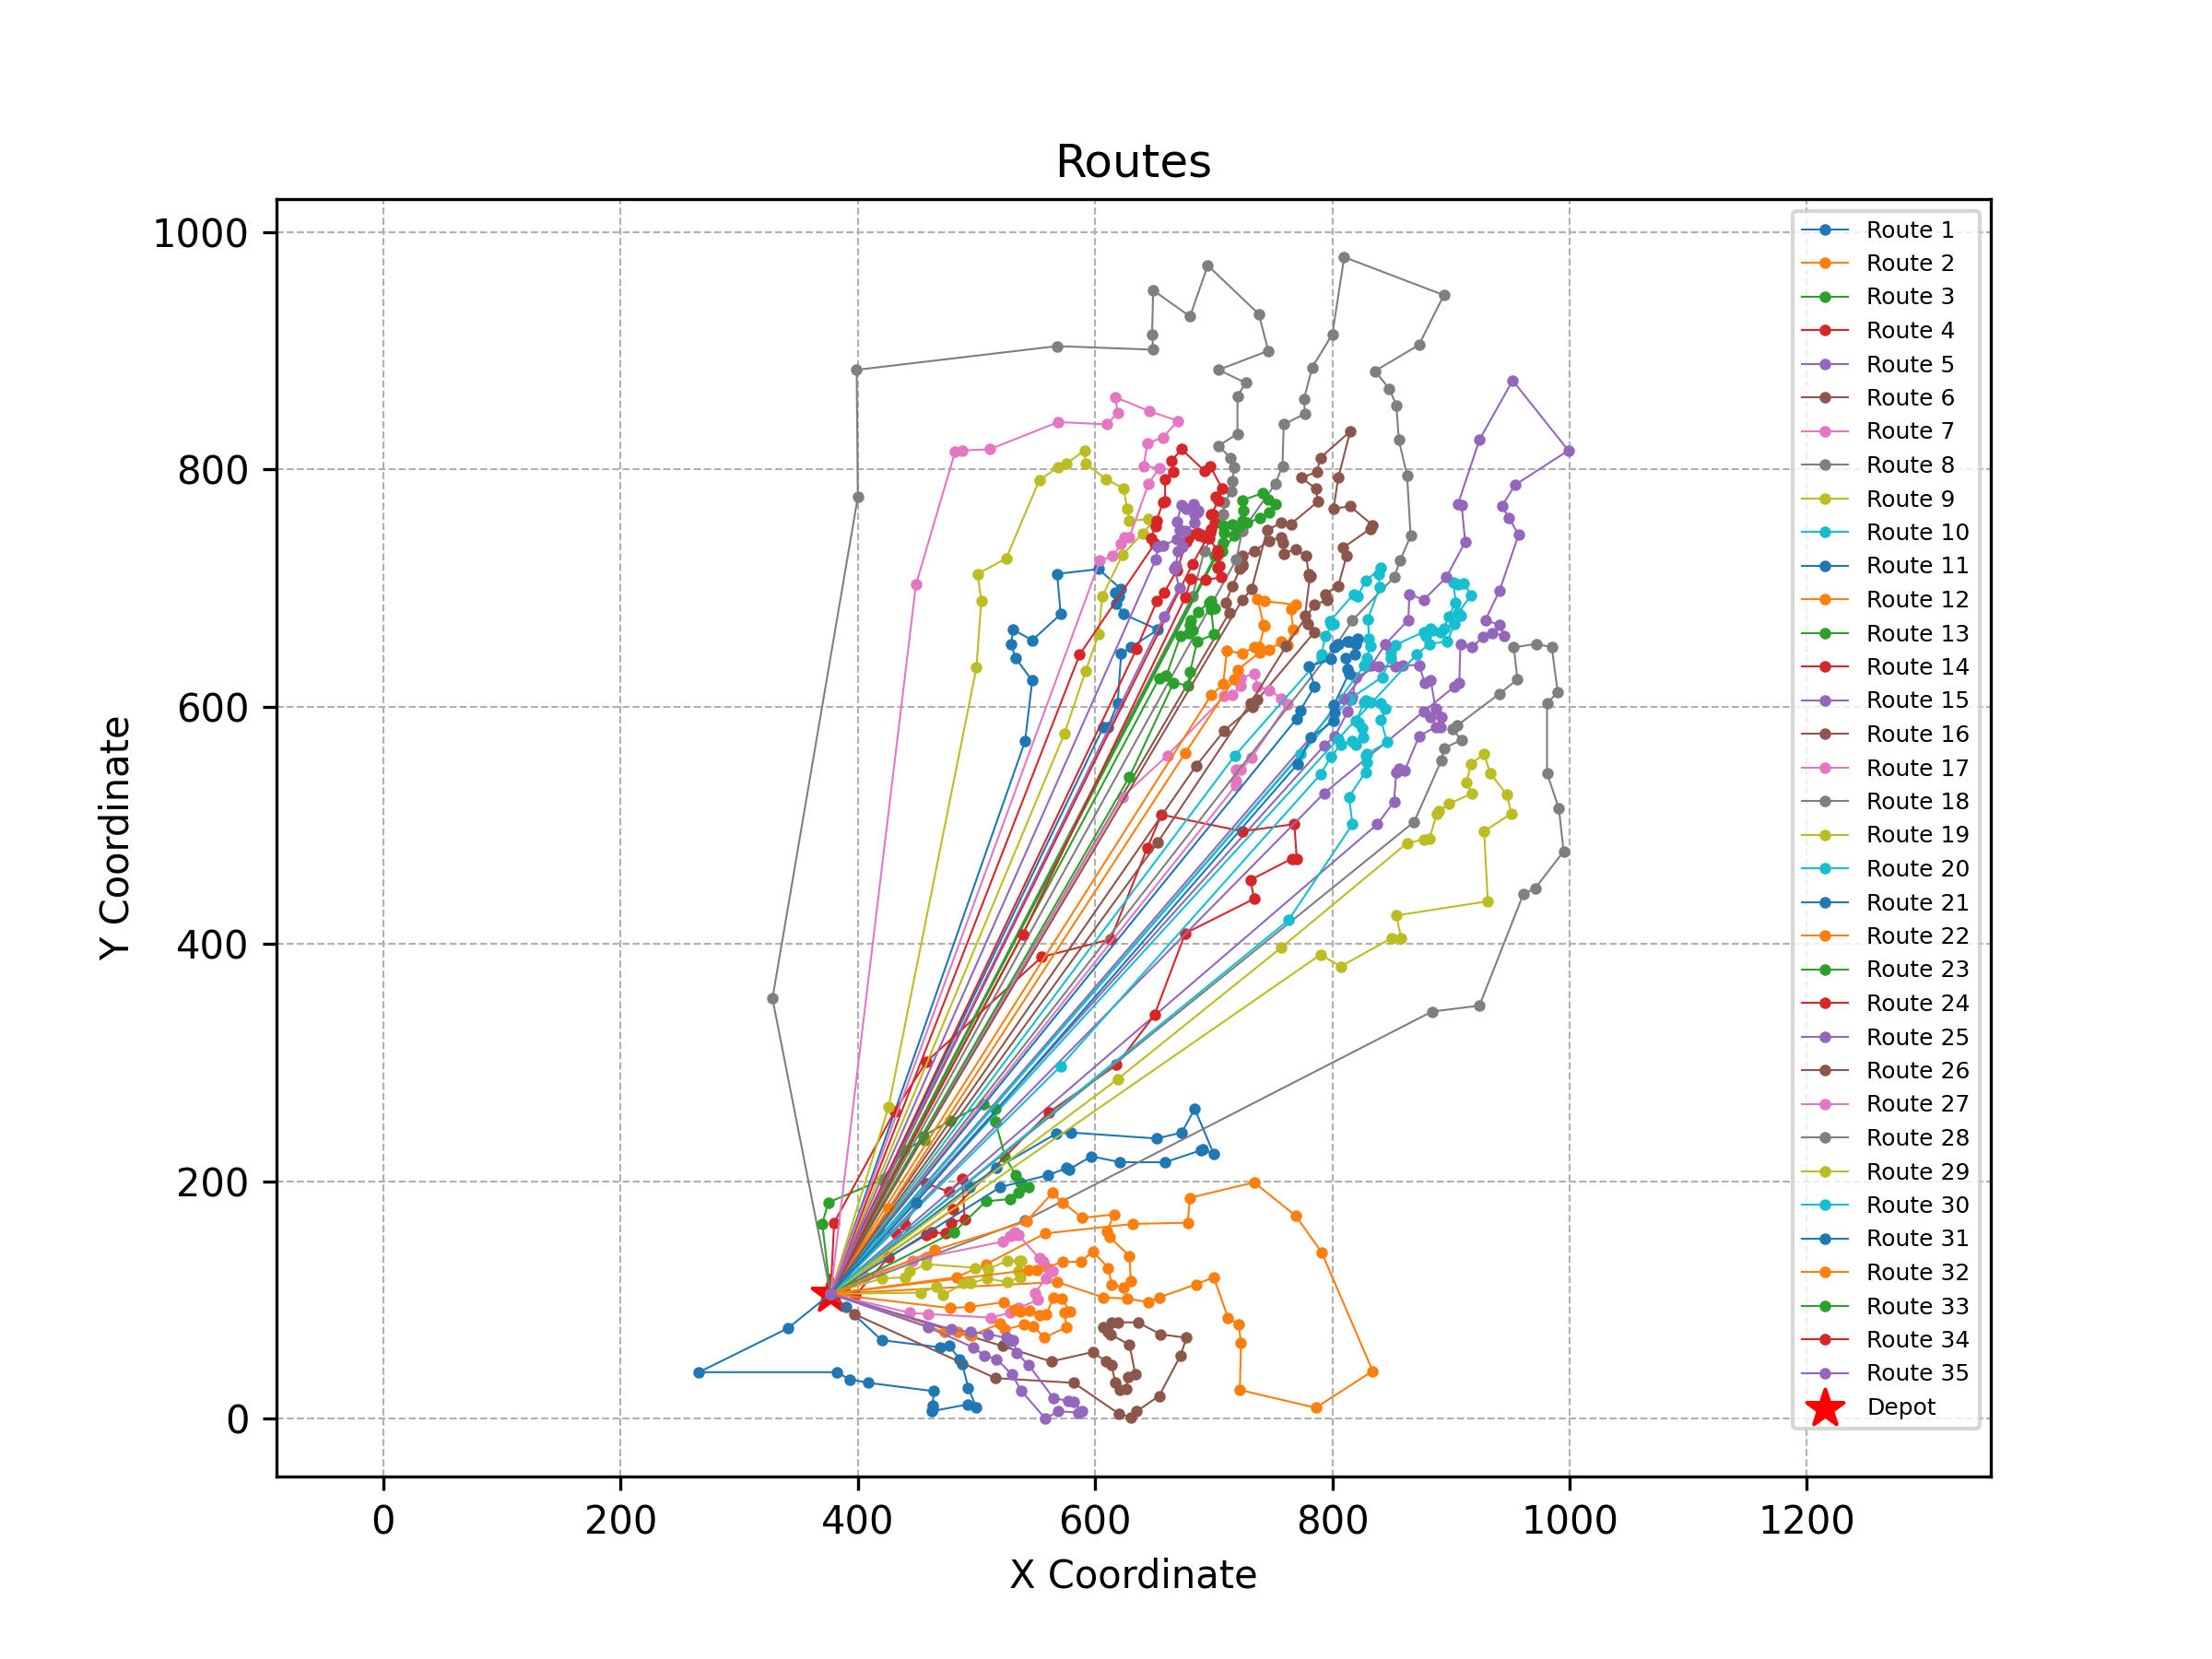 Routes
1000
800
600
400
200
0
Y Coordinate
0
200
400
600
800
1000
1200
X Coordinate
Route 1
Route 2
Route 3
Route 4
Route 5
Route 6
Route 7
Route 8
Route 9
Route 10
Route 11
Route 12
Route 13
Route 14
Route 15
Route 16
Route 17
Route 18
Route 19
Route 20
Route 21
Route 22
Route 23
Route 24
Route 25
Route 26
Route 27
Route 28
Route 29
Route 30
Route 31
Route 32
Route 33
Route 34
Route 35
Depot